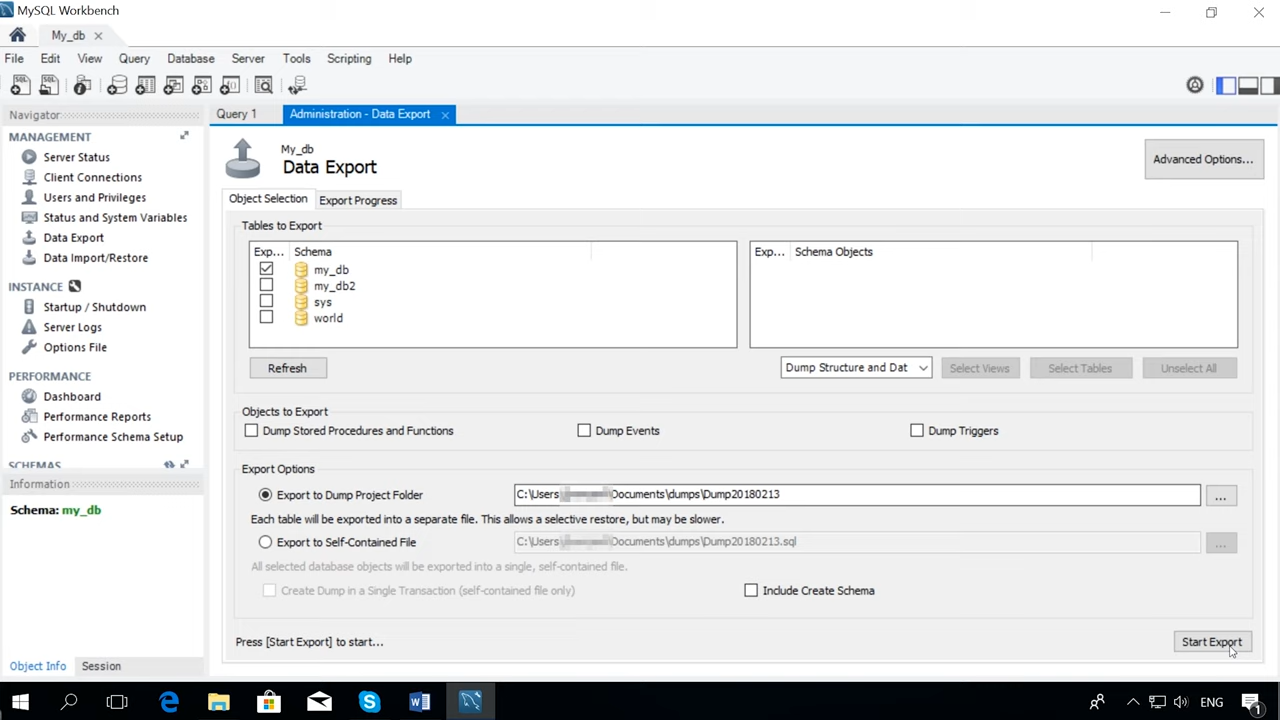 MySQL Workbench
My_db
File Edit View Query Database Server Tools Scripting Help
Navigator
MANAGEMENT
Server Status
Client Connections
Users and Privileges
Status and System Variables
Data Export
Data Import/Restore
INSTANCE
Startup / Shutdown
Server Logs
Options File
PERFORMANCE
Dashboard
Performance Reports
Performance Schema Setup
SCHEMAS
Information
Schema: my_db
Object Info Session
Query 1 Administration - Data Export
My_db
Data Export
Advanced Options...
Object Selection Export Progress
Tables to Export
Exp... Schema
my_db
my_db2
sys
world
Exp... Schema Objects
Refresh
Dump Structure and Dat Select Views Select Tables Unselect All
Objects to Export
Dump Stored Procedures and Functions Dump Events Dump Triggers
Export Options
Export to Dump Project Folder C:\Users \Documents\dumps\Dump20180213 ...
Each table will be exported into a separate file. This allows a selective restore, but may be slower.
Export to Self-Contained File C:\Users \Documents\dumps\Dump20180213.sql ...
All selected database objects will be exported into a single, self-contained file.
Create Dump in a Single Transaction (self-contained file only) Include Create Schema
Press [Start Export] to start...
Start Export
ENG
1